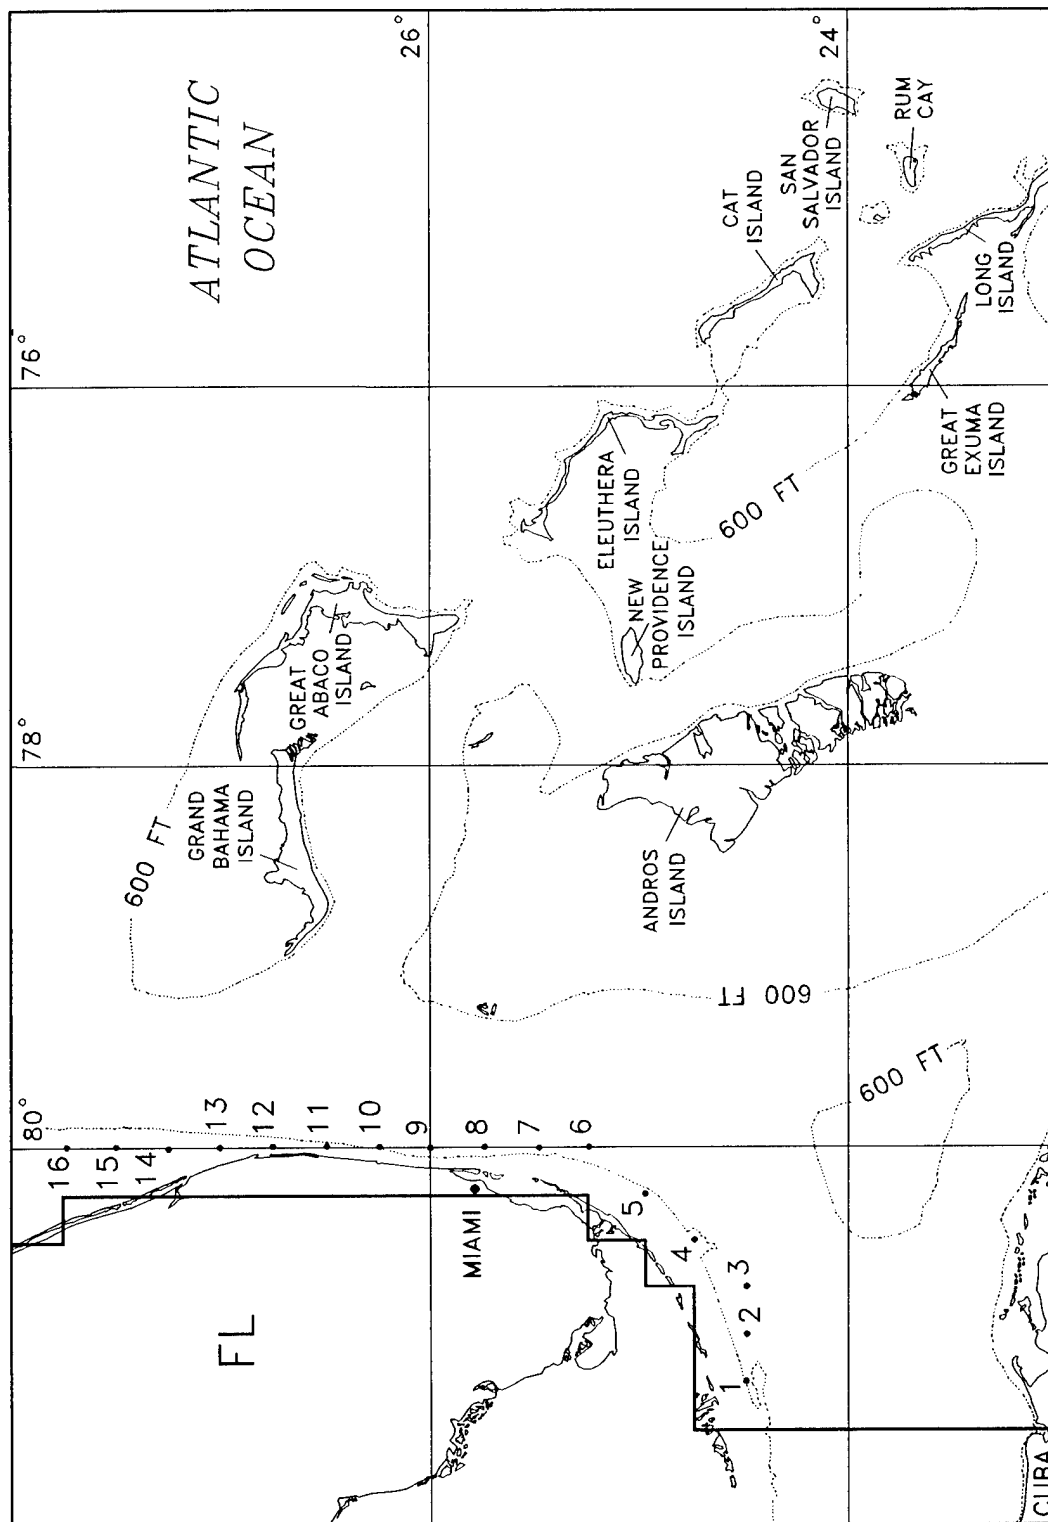 76°
26°
ATLANTIC
OCEAN
24°
CAT
ISLAND
SAN
SALVADOR
ISLAND
RUM
CAY
LONG
ISLAND
GREAT
EXUMA
ISLAND
ELEUTHERA
ISLAND
NEW
PROVIDENCE
ISLAND
600 FT
78°
GREAT
ABACO
ISLAND
GRAND
BAHAMA
ISLAND
600 FT
ANDROS
ISLAND
600 FT
600 FT
80°
16
15
14
13
12
11
10
9
8
7
6
5
4
3
2
1
MIAMI
FL
CUBA